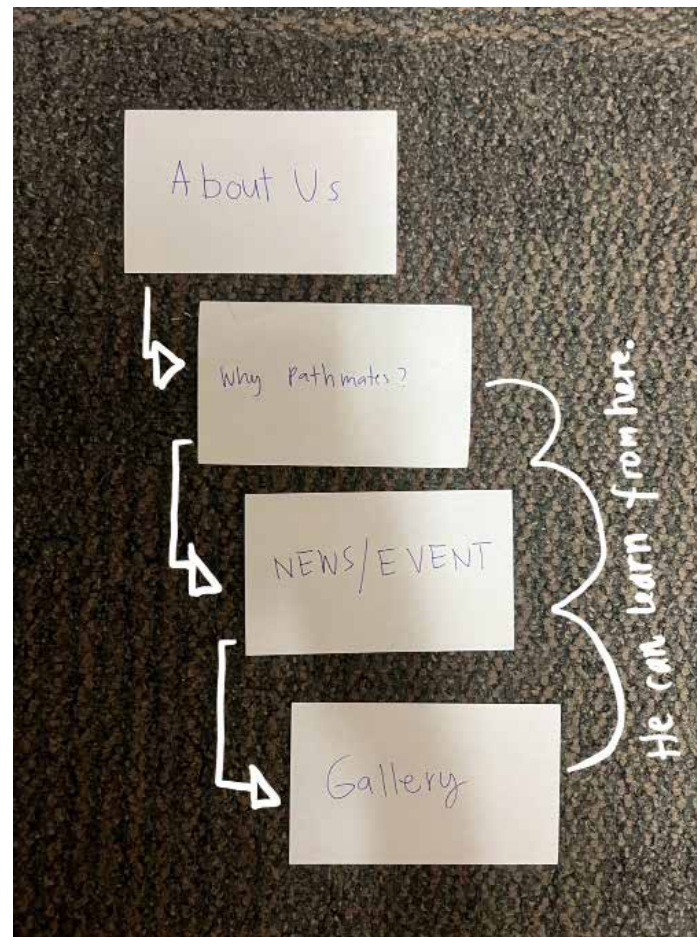 About Us
Why Pathmates?
NEWS/EVENT
Gallery
He can learn from here.